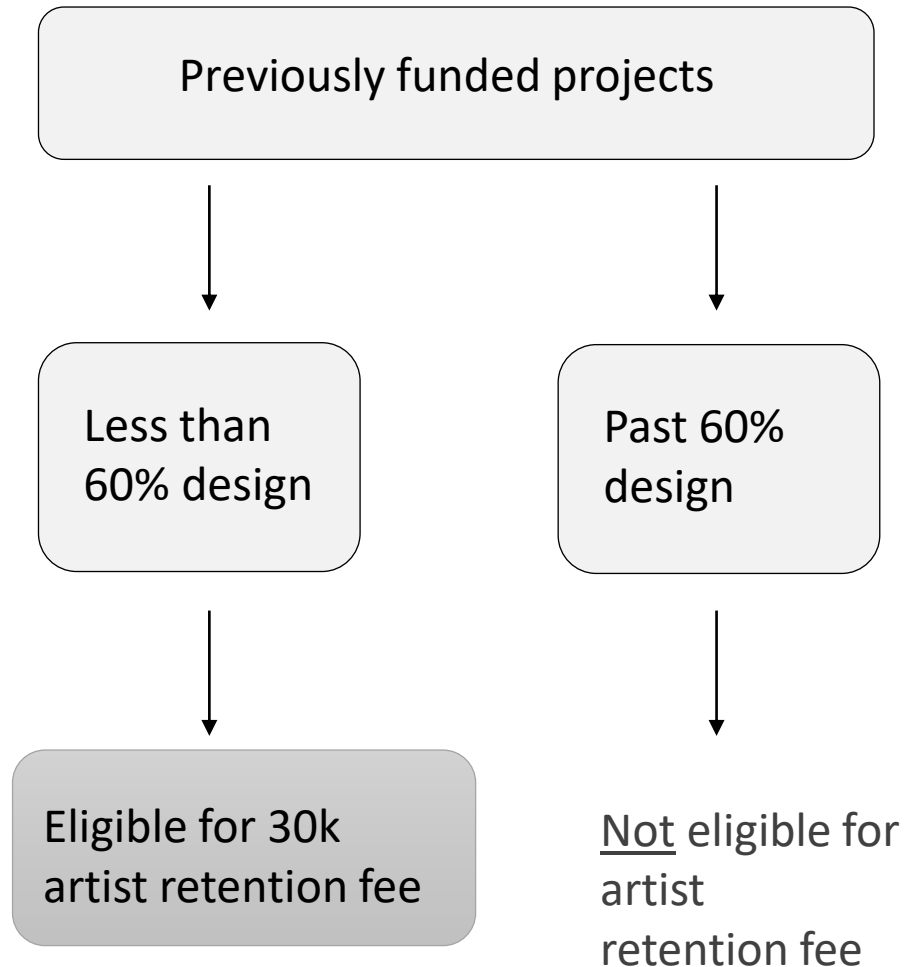 Previously funded projects
Less than
60% design
Past 60%
design
Eligible for 30k
artist retention fee
Not eligible for
artist
retention fee